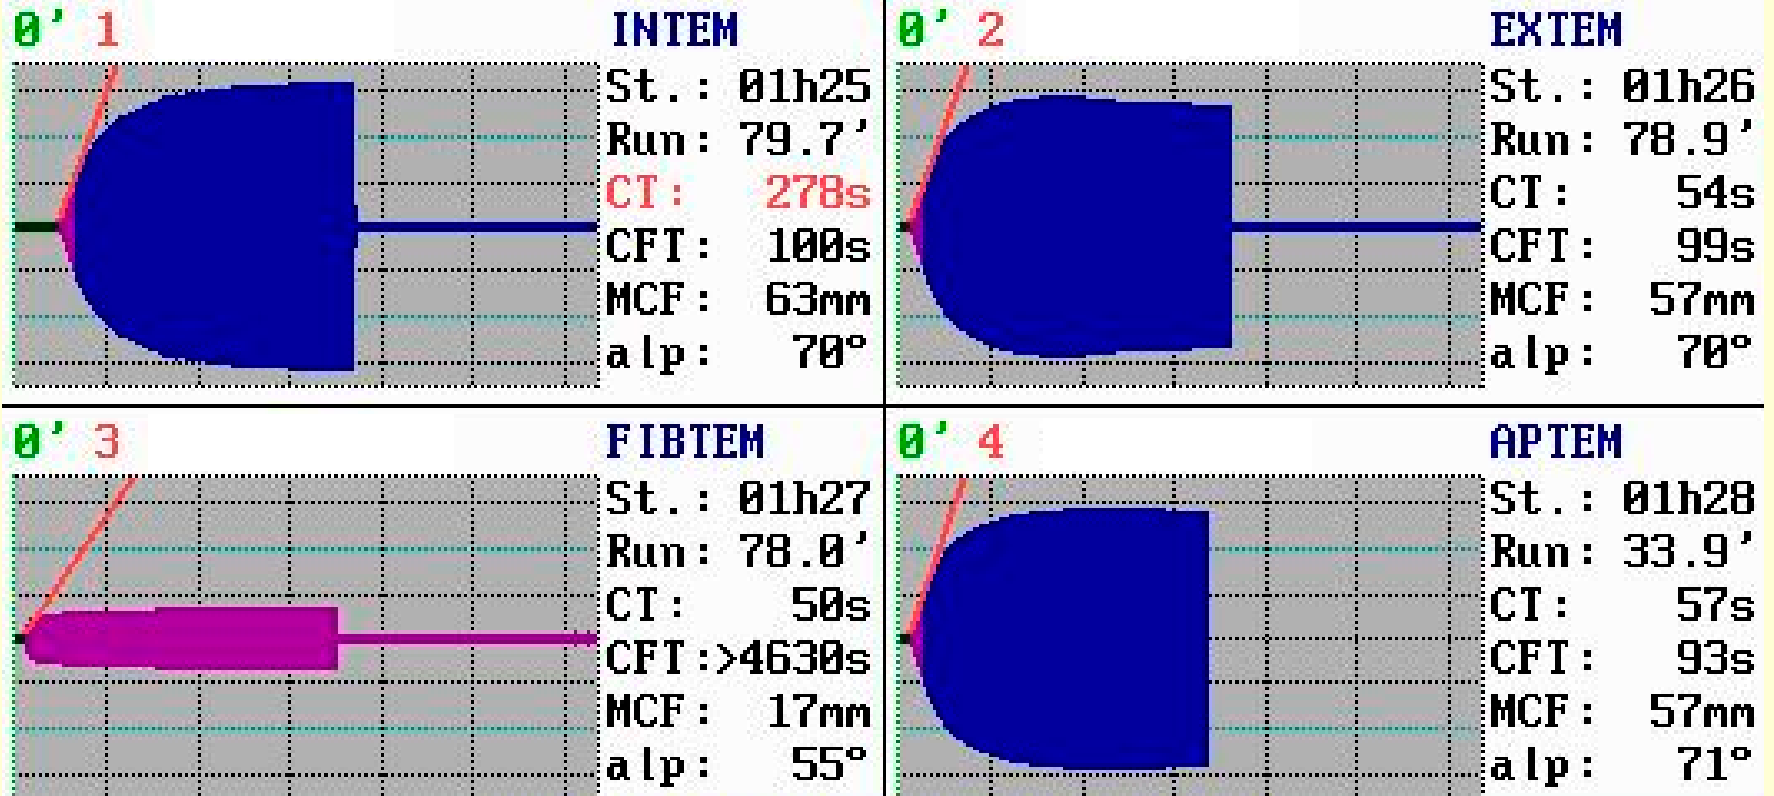 0' 1 INTEM
St.: 01h25
Run: 79.7'
CT: 278s
CFT: 100s
MCF: 63mm
alp: 70°
0' 2 EXTEM
St.: 01h26
Run: 78.9'
CT: 54s
CFT: 99s
MCF: 57mm
alp: 70°
0' 3 FIBTEM
St.: 01h27
Run: 78.0'
CT: 50s
CFT:>4630s
MCF: 17mm
alp: 55°
0' 4 APTEM
St.: 01h28
Run: 33.9'
CT: 57s
CFT: 93s
MCF: 57mm
alp: 71°